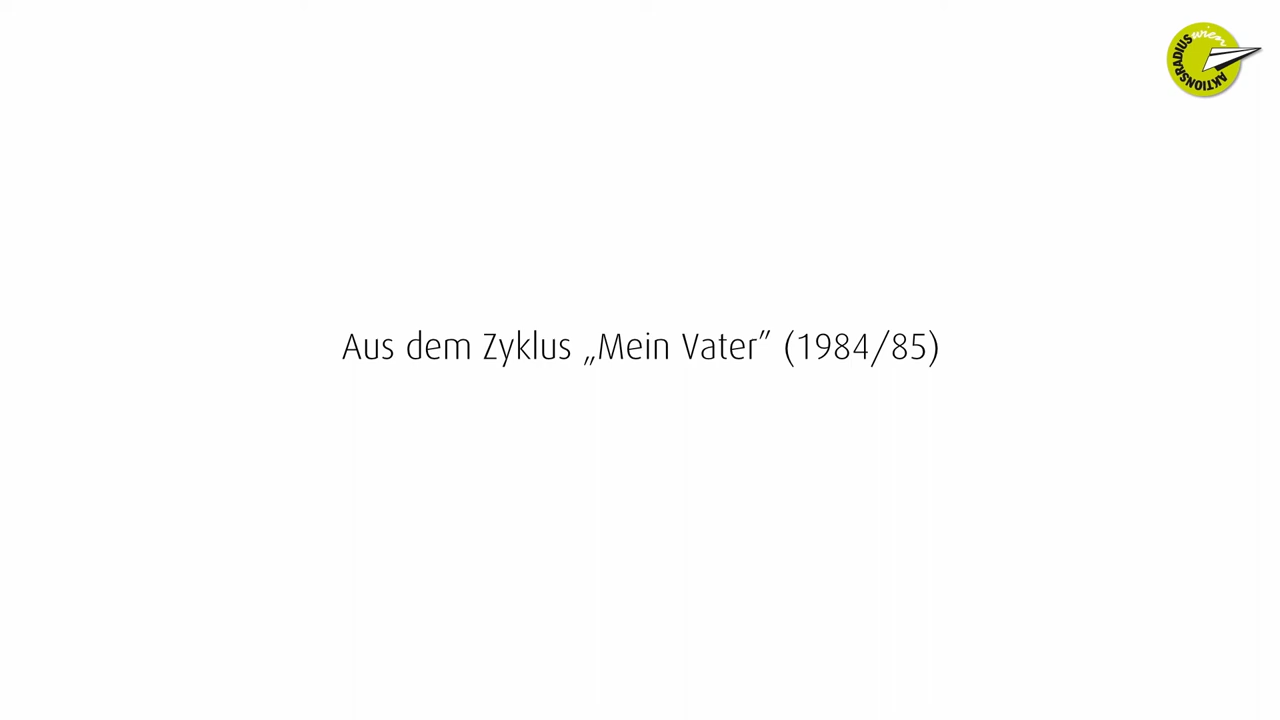 AKTIONSRADIUS wien
Aus dem Zyklus „Mein Vater” (1984/85)